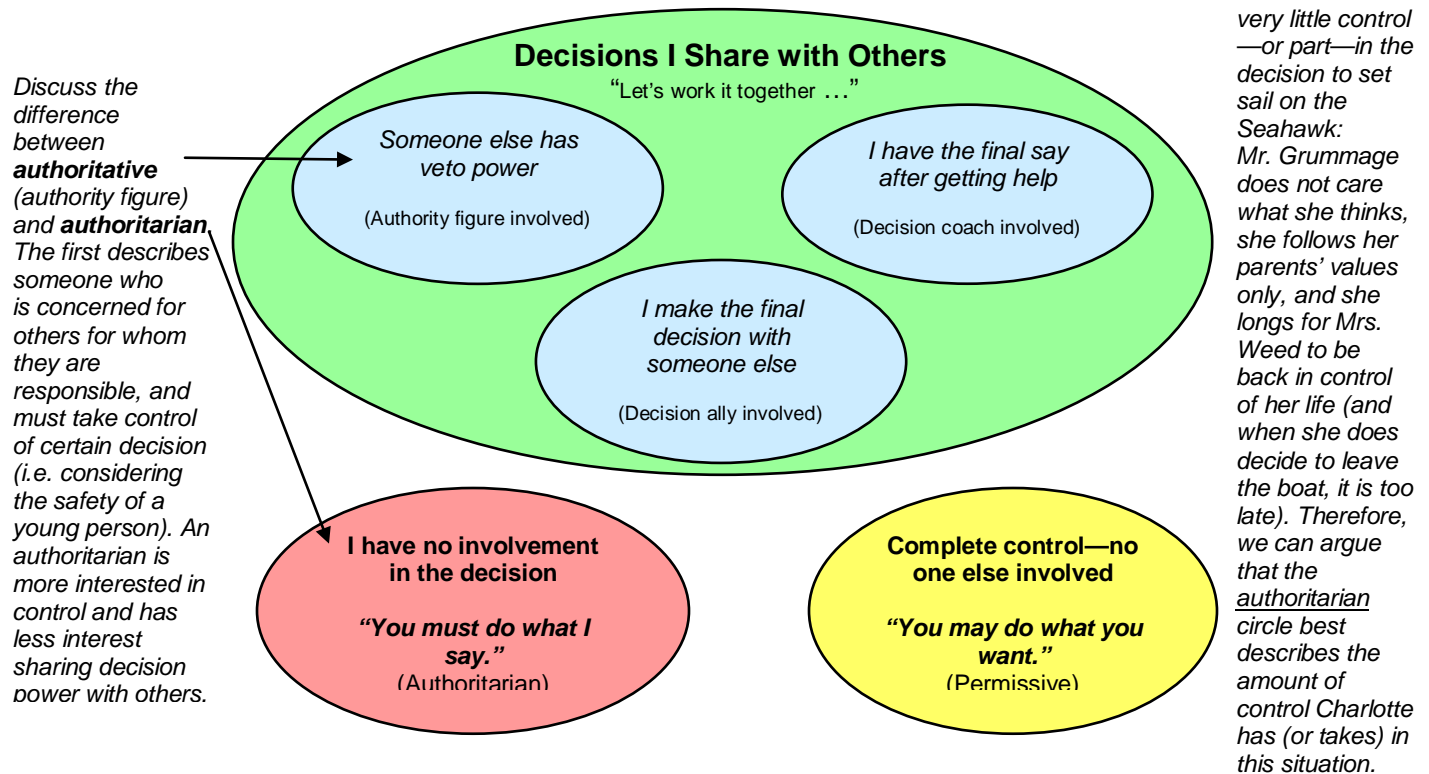 Discuss the
difference
between
authoritative
(authority figure)
and authoritarian.
The first describes
someone who
is concerned for
others for whom
they are
responsible, and
must take control
of certain decision
(i.e. considering
the safety of a
young person). An
authoritarian is
more interested in
control and has
less interest
sharing decision
power with others.
Decisions I Share with Others
“Let’s work it together …”
Someone else has
veto power
(Authority figure involved)
I have the final say
after getting help
(Decision coach involved)
I make the final
decision with
someone else
(Decision ally involved)
I have no involvement
in the decision
“You must do what I
say.”
(Authoritarian)
Complete control—no
one else involved
“You may do what you
want.”
(Permissive)
very little control
—or part—in the
decision to set
sail on the
Seahawk:
Mr. Grummage
does not care
what she thinks,
she follows her
parents’ values
only, and she
longs for Mrs.
Weed to be
back in control
of her life (and
when she does
decide to leave
the boat, it is too
late). Therefore,
we can argue
that the
authoritarian
circle best
describes the
amount of
control Charlotte
has (or takes) in
this situation.